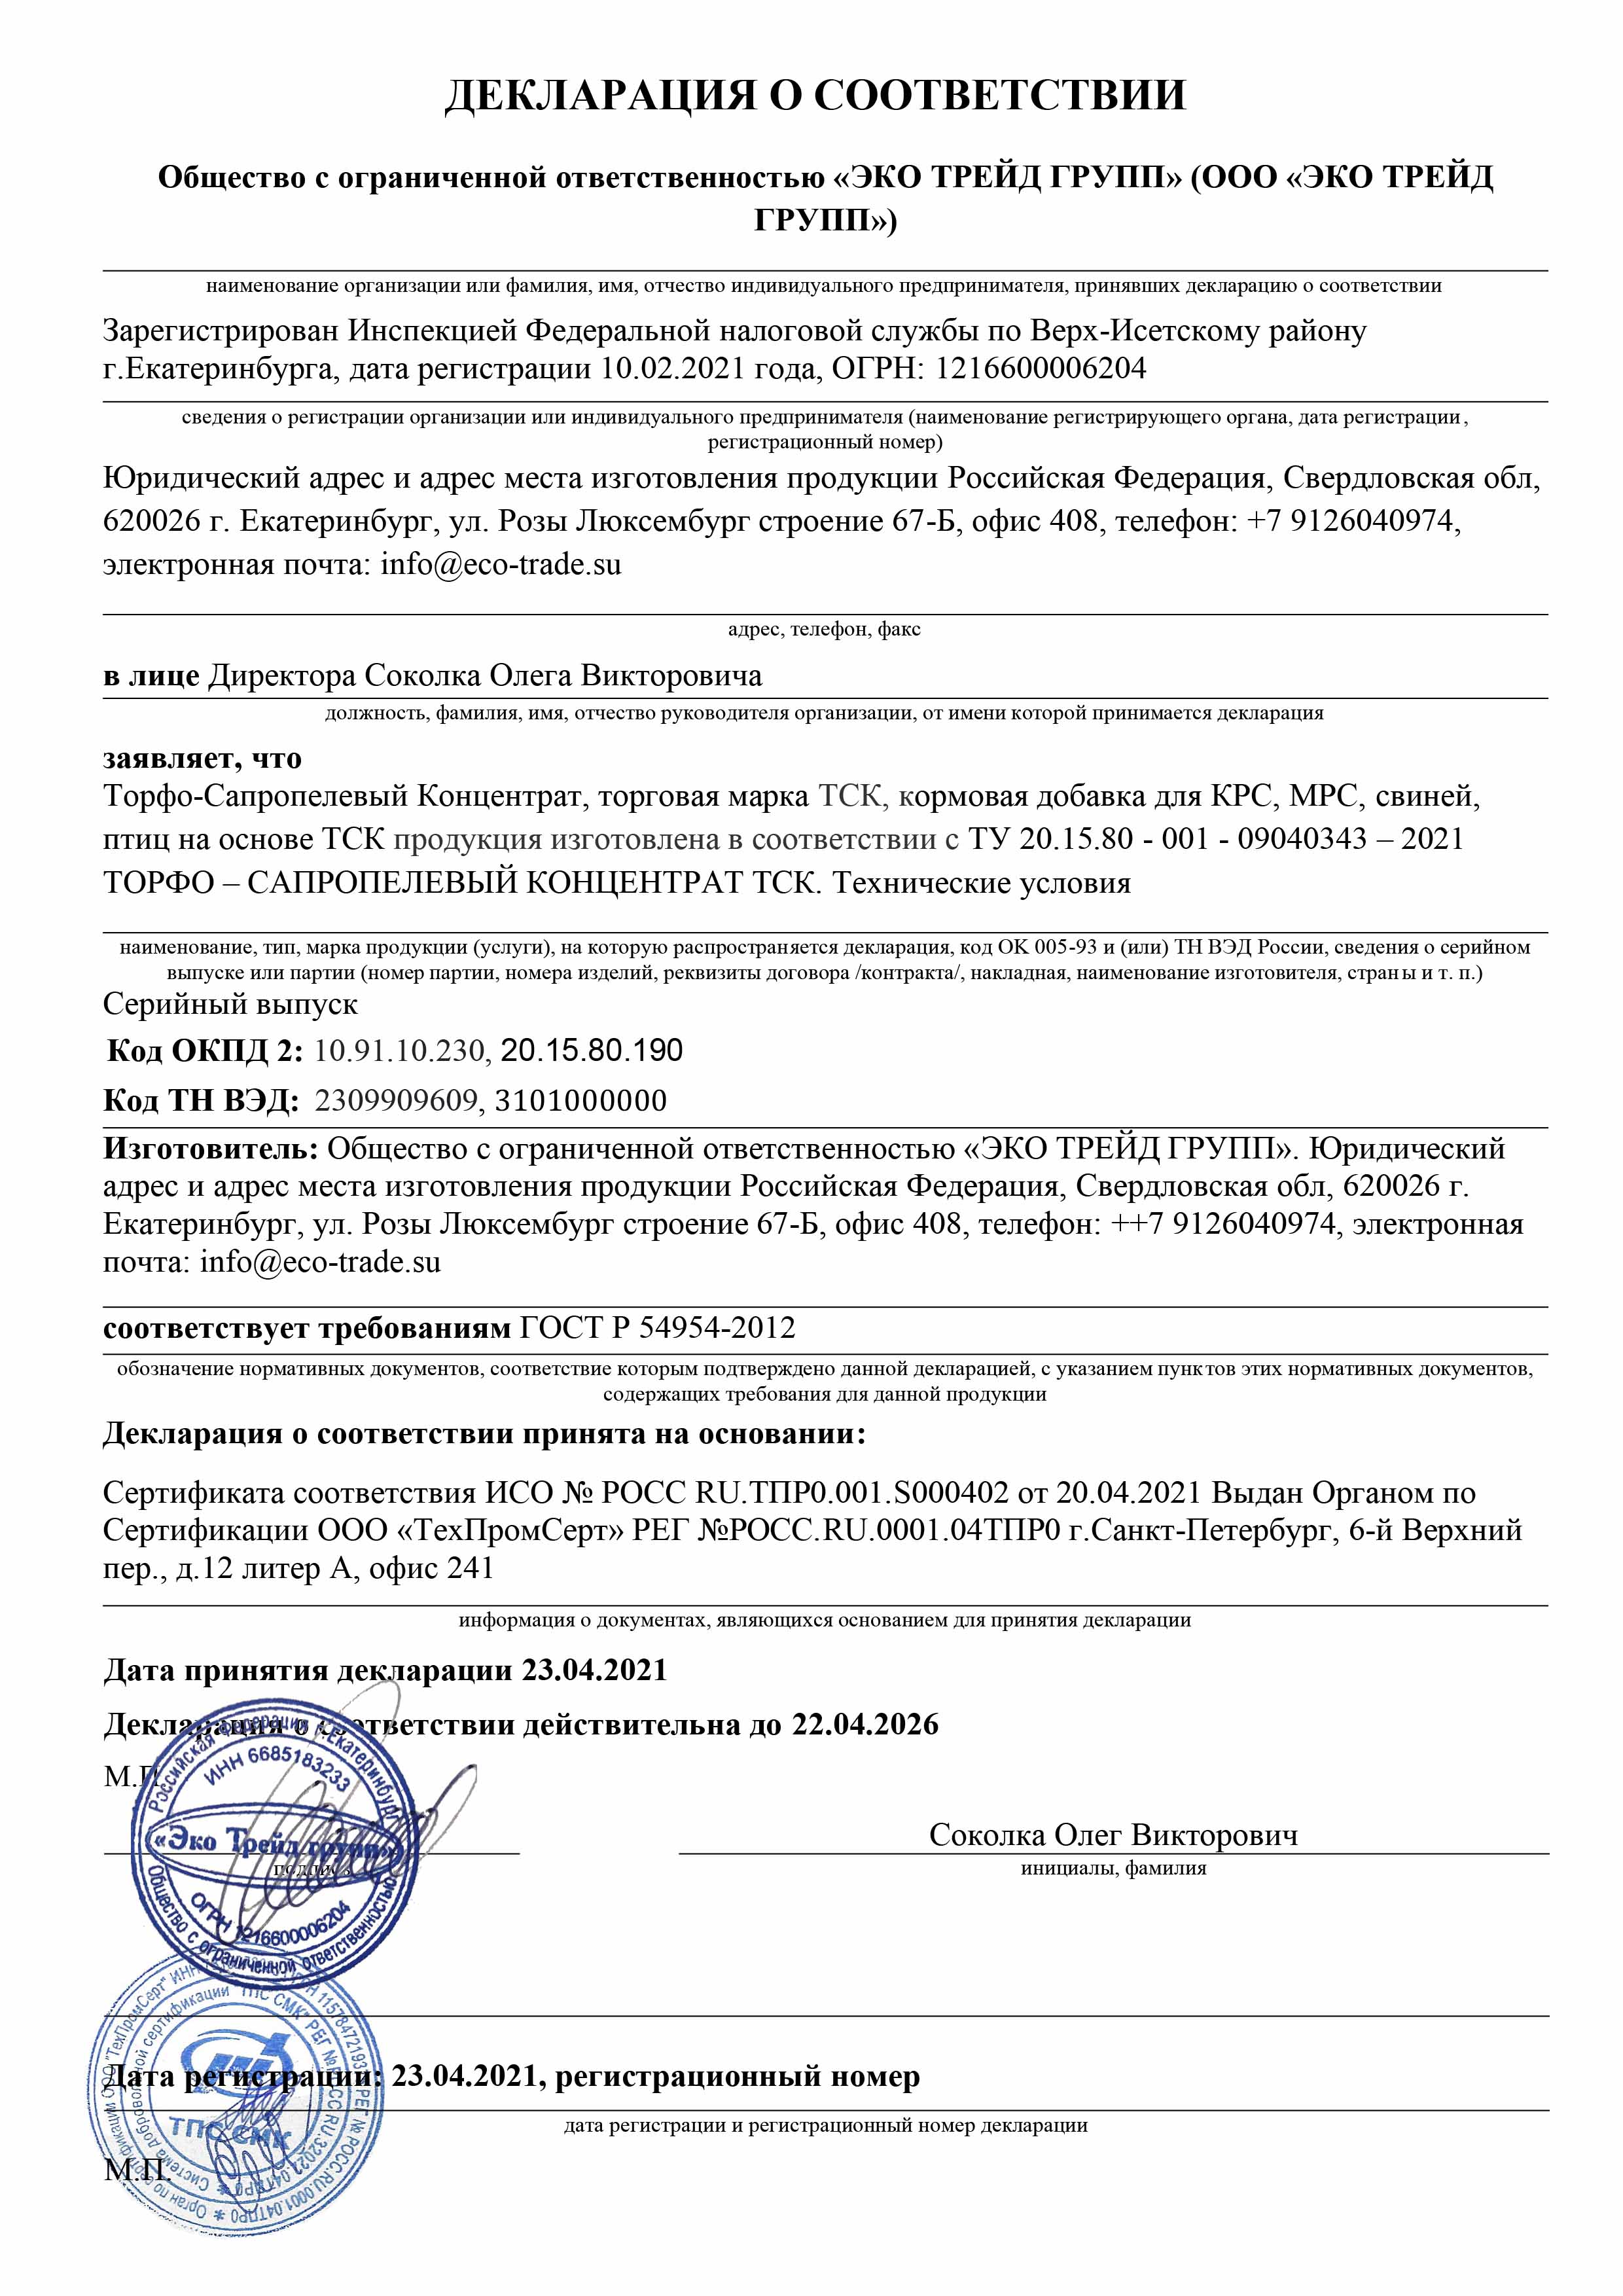 ДЕКЛАРАЦИЯ О СООТВЕТСТВИИ
Общество с ограниченной ответственностью «ЭКО ТРЕЙД ГРУПП» (ООО «ЭКО ТРЕЙД
ГРУПП»)
наименование организации или фамилия, имя, отчество индивидуального предпринимателя, принявших декларацию о соответствии
Зарегистрирован Инспекцией Федеральной налоговой службы по Верх-Исетскому району
г.Екатеринбурга, дата регистрации 10.02.2021 года, ОГРН: 1216600006204
сведения о регистрации организации или индивидуального предпринимателя (наименование регистрирующего органа, дата регистрации,
регистрационный номер)
Юридический адрес и адрес места изготовления продукции Российская Федерация, Свердловская обл,
620026 г. Екатеринбург, ул. Розы Люксембург строение 67-Б, офис 408, телефон: +7 9126040974,
электронная почта: info@eco-trade.su
адрес, телефон, факс
в лице Директора Соколка Олега Викторовича
должность, фамилия, имя, отчество руководителя организации, от имени которой принимается декларация
заявляет, что
Торфо-Сапропелевый Концентрат, торговая марка ТСК, кормовая добавка для КРС, МРС, свиней,
птиц на основе ТСК продукция изготовлена в соответствии с ТУ 20.15.80 - 001 - 09040343 – 2021
ТОРФО – САПРОПЕЛЕВЫЙ КОНЦЕНТРАТ ТСК. Технические условия
наименование, тип, марка продукции (услуги), на которую распространяется декларация, код OK 005-93 и (или) ТН ВЭД России, сведения о серийном
выпуске или партии (номер партии, номера изделий, реквизиты договора /контракта/, накладная, наименование изготовителя, страны и т. п.)
Серийный выпуск
Код ОКПД 2: 10.91.10.230, 20.15.80.190
Код ТН ВЭД: 2309909609, 3101000000
Изготовитель: Общество с ограниченной ответственностью «ЭКО ТРЕЙД ГРУПП». Юридический
адрес и адрес места изготовления продукции Российская Федерация, Свердловская обл, 620026 г.
Екатеринбург, ул. Розы Люксембург строение 67-Б, офис 408, телефон: ++7 9126040974, электронная
почта: info@eco-trade.su
соответствует требованиям ГОСТ Р 54954-2012
обозначение нормативных документов, соответствие которым подтверждено данной декларацией, с указанием пунктов этих нормативных документов,
содержащих требования для данной продукции
Декларация о соответствии принята на основании:
Сертификата соответствия ИСО № РОСС RU.ТПР0.001.S000402 от 20.04.2021 Выдан Органом по
Сертификации ООО «ТехПромСерт» РЕГ №РОСС.RU.0001.04ТПР0 г.Санкт-Петербург, 6-й Верхний
пер., д.12 литер А, офис 241
информация о документах, являющихся основанием для принятия декларации
Дата принятия декларации 23.04.2021
Декларация о соответствии действительна до 22.04.2026
М.П.
Российская Федерация г.Екатеринбург
ИНН 6685183233
«Эко Трейд групп»
ОГРН 1216600006204
Общество с ограниченной ответственностью
Соколка Олег Викторович
подпись
инициалы, фамилия
Дата регистрации: 23.04.2021, регистрационный номер
дата регистрации и регистрационный номер декларации
М.П.
Орган по сертификации ООО "ТехПромСерт" ИНН
РЕГ № РОСС.RU.0001.04ТПР0
Система добровольной сертификации "ТПС СМК" РЕГ №
ТПС СМК